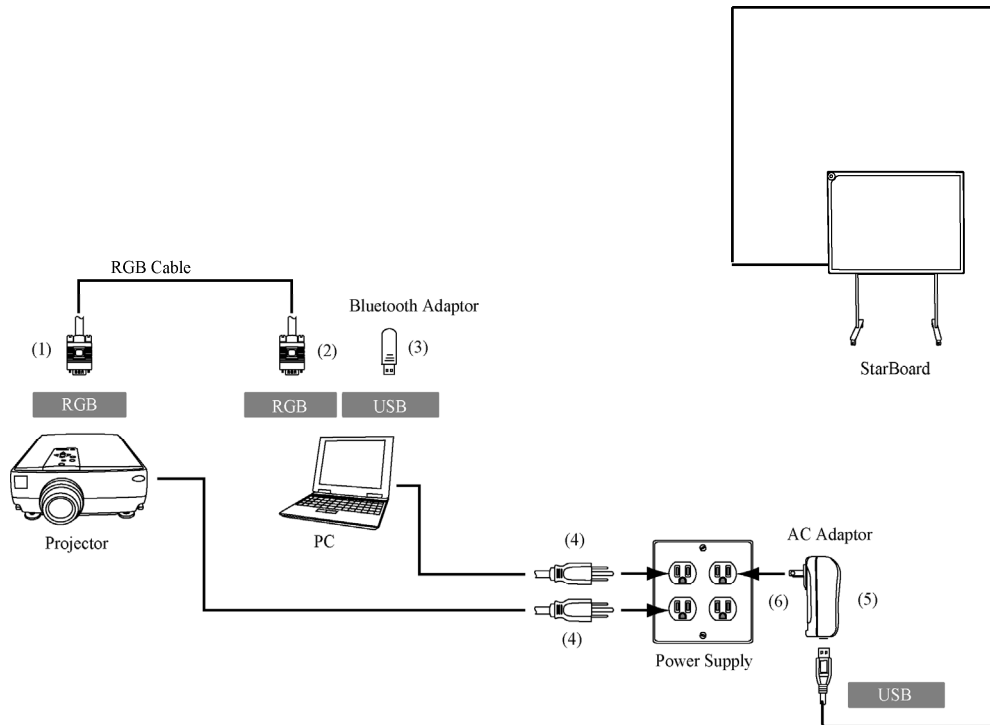 RGB Cable
Bluetooth Adaptor
(1)
(2)
(3)
StarBoard
RGB
RGB
USB
Projector
PC
(4)
AC Adaptor
(6)
(5)
(4)
Power Supply
USB